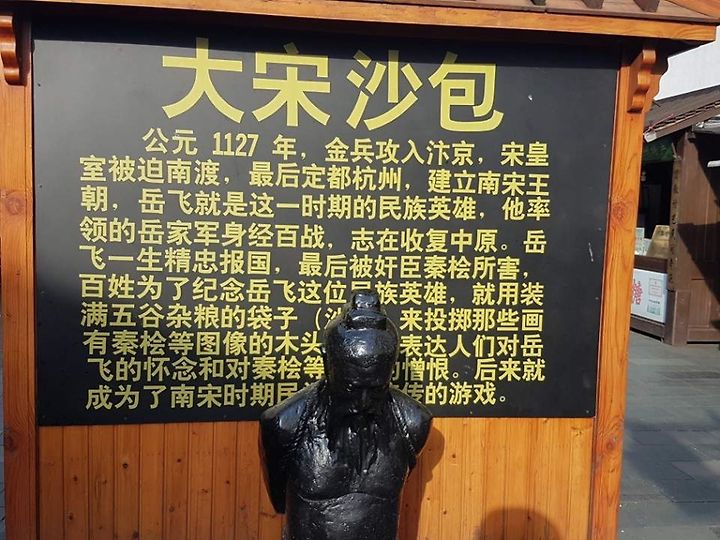 大宋沙包
公元 1127 年，金兵攻入汴京，宋皇
室被迫南渡，最后定都杭州，建立南宋王
朝，岳飞就是这一时期的民族英雄，他率
领的岳家军身经百战，志在收复中原。岳
飞一生精忠报国，最后被奸臣秦桧所害，
百姓为了纪念岳飞这位民族英雄，就用装
满五谷杂粮的袋子（沙 来投掷那些画
有秦桧等图像的木头 表达人们对岳
飞的怀念和对秦桧等 的憎恨。后来就
成为了南宋时期民 传的游戏。